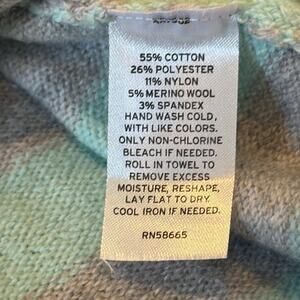 55% COTTON
26% POLYESTER
11% NYLON
5% MERINO WOOL
3% SPANDEX
HAND WASH COLD,
WITH LIKE COLORS.
ONLY NON-CHLORINE
BLEACH IF NEEDED.
ROLL IN TOWEL TO
REMOVE EXCESS
MOISTURE, RESHAPE,
LAY FLAT TO DRY.
COOL IRON IF NEEDED.
RN58665